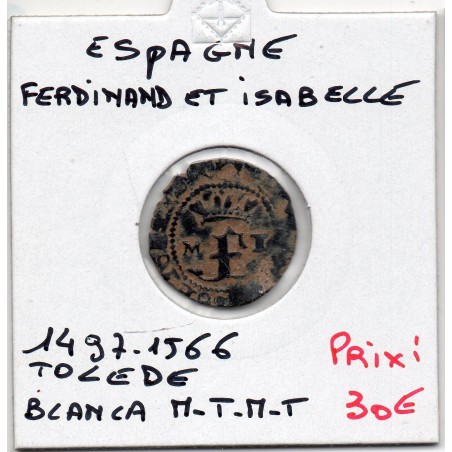 ESPAGNE
FERDINAND ET ISABELLE
M F T
1497-1566
TOLEDE
BLANCA M-T-M-T
PRIX:
30€